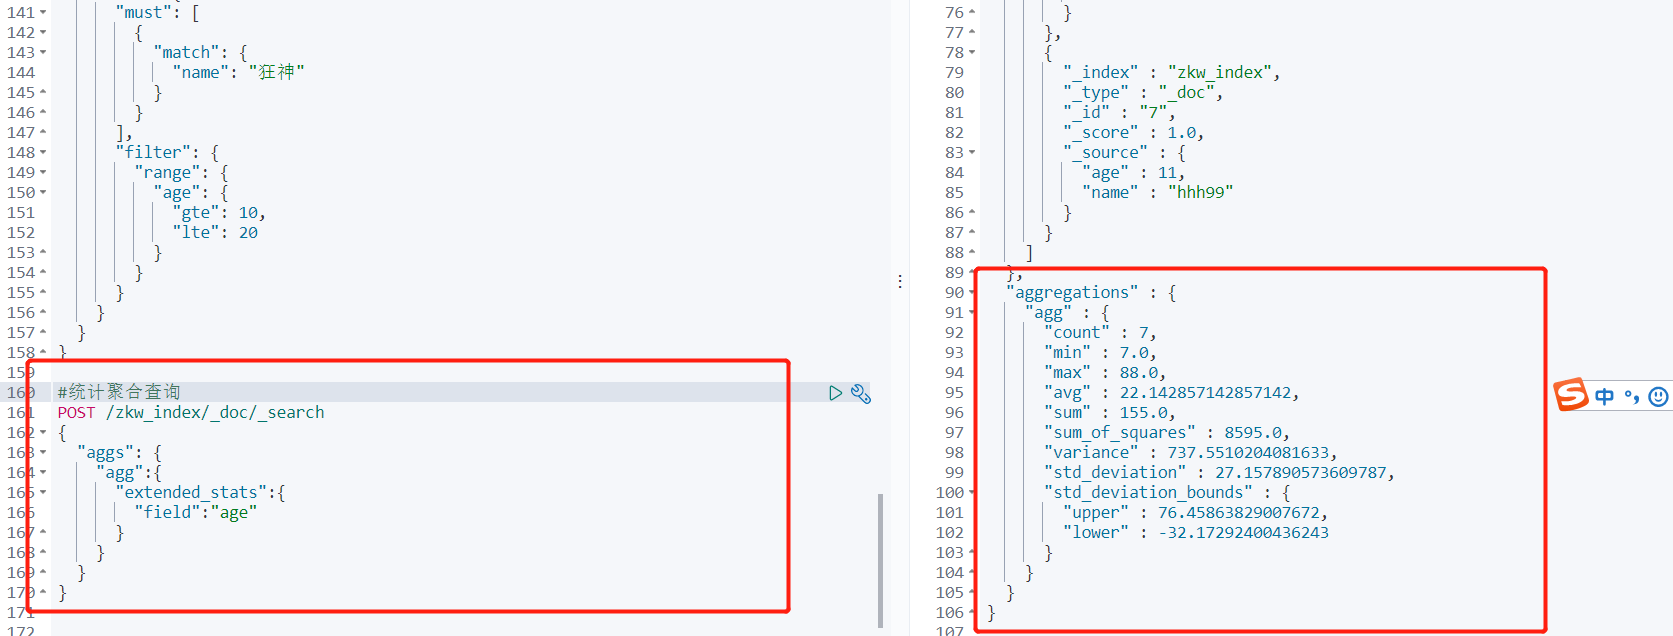 141 "must": [
142 {
143 "match": {
144 "name": "狂神"
145 }
146 }
147 ],
148 "filter": {
149 "range": {
150 "age": {
151 "gte": 10,
152 "lte": 20
153 }
154 }
155 }
156 }
157 }
158 }
159
160 #统计聚合查询
161 POST /zkw_index/_doc/_search
162 {
163 "aggs": {
164 "agg":{
165 "extended_stats":{
166 "field":"age"
167 }
168 }
169 }
170 }
171
172
76 }
77 },
78 {
79 "_index" : "zkw_index",
80 "_type" : "_doc",
81 "_id" : "7",
82 "_score" : 1.0,
83 "_source" : {
84 "age" : 11,
85 "name" : "hhh99"
86 }
87 }
88 ]
89 },
90 "aggregations" : {
91 "agg" : {
92 "count" : 7,
93 "min" : 7.0,
94 "max" : 88.0,
95 "avg" : 22.142857142857142,
96 "sum" : 155.0,
97 "sum_of_squares" : 8595.0,
98 "variance" : 737.5510204081633,
99 "std_deviation" : 27.157890573609787,
100 "std_deviation_bounds" : {
101 "upper" : 76.45863829007672,
102 "lower" : -32.17292400436243
103 }
104 }
105 }
106 }
107
S 中